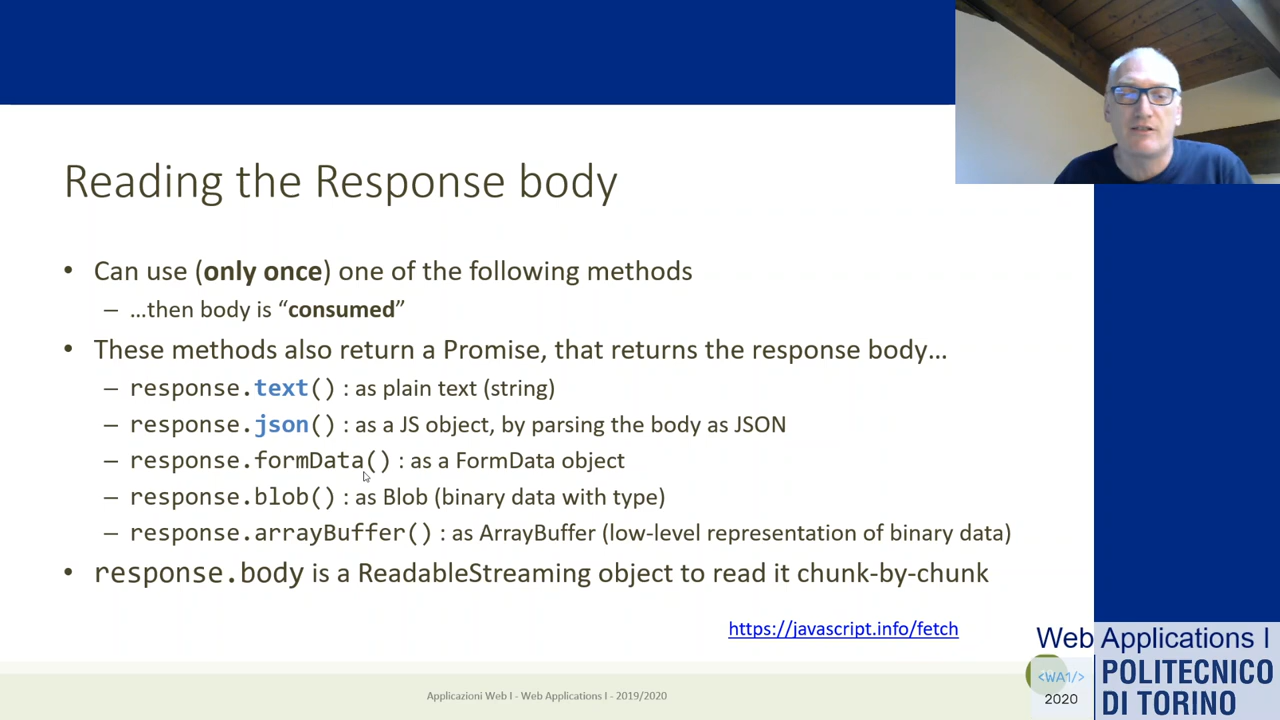 Reading the Response body
• Can use (only once) one of the following methods
– …then body is “consumed”
• These methods also return a Promise, that returns the response body…
– response.text() : as plain text (string)
– response.json() : as a JS object, by parsing the body as JSON
– response.formData() : as a FormData object
– response.blob() : as Blob (binary data with type)
– response.arrayBuffer() : as ArrayBuffer (low-level representation of binary data)
• response.body is a ReadableStreaming object to read it chunk-by-chunk
https://javascript.info/fetch
Applicazioni Web I - Web Applications I - 2019/2020
Web Applications I
<WA1/>
2020
POLITECNICO
DI TORINO